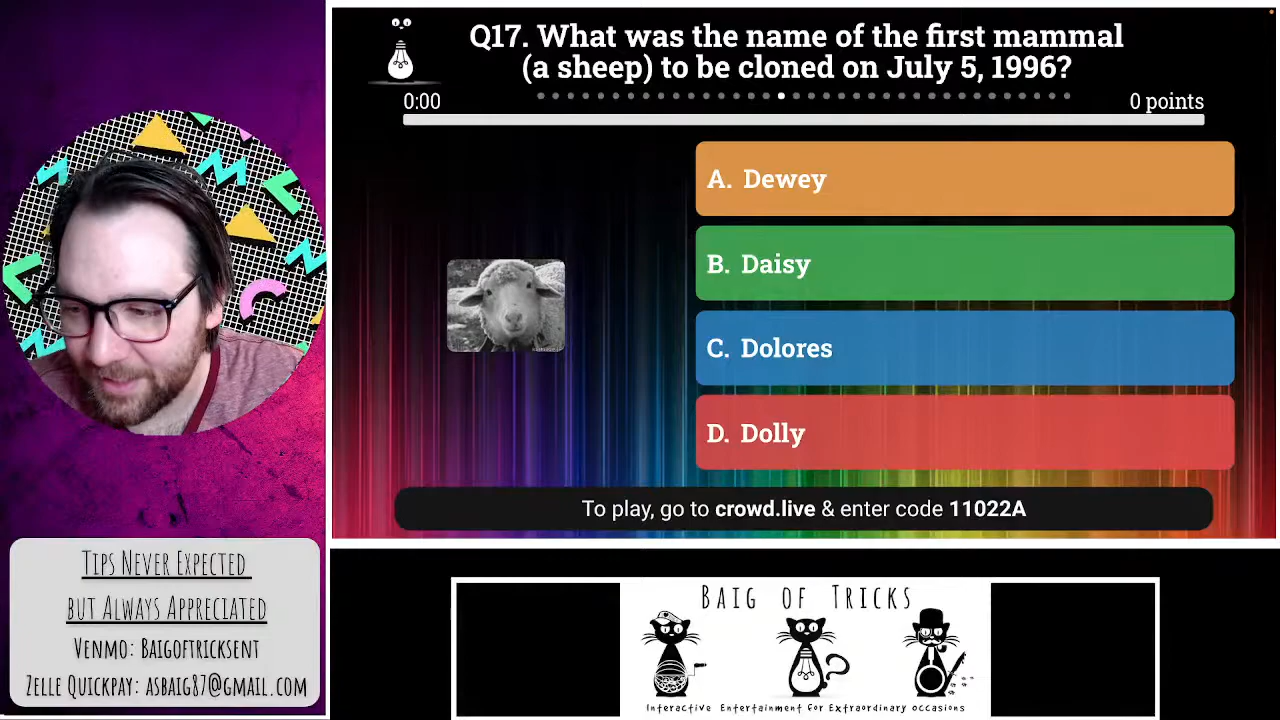 Q17. What was the name of the first mammal
(a sheep) to be cloned on July 5, 1996?
0:00
0 points
A. Dewey
B. Daisy
C. Dolores
D. Dolly
To play, go to crowd.live & enter code 11022A
Tips Never Expected
but Always Appreciated
Venmo: Baigoftricksent
Zelle Quickpay: asbaig87@gmail.com
Baig of Tricks
Interactive Entertainment for Extraordinary Occasions